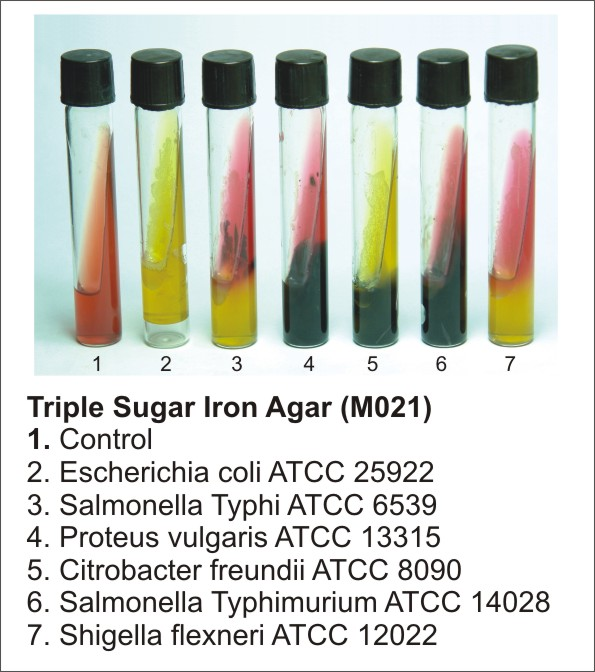 1 2 3 4 5 6 7
Triple Sugar Iron Agar (M021)
1. Control
2. Escherichia coli ATCC 25922
3. Salmonella Typhi ATCC 6539
4. Proteus vulgaris ATCC 13315
5. Citrobacter freundii ATCC 8090
6. Salmonella Typhimurium ATCC 14028
7. Shigella flexneri ATCC 12022